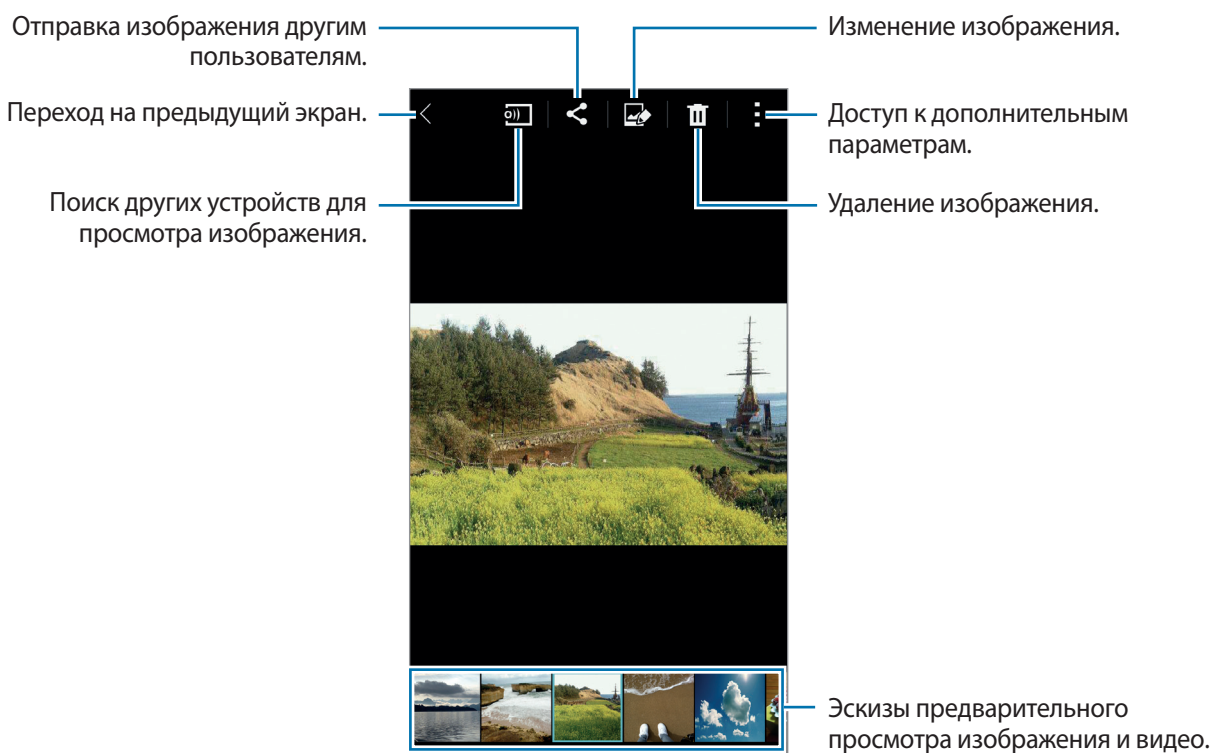 Отправка изображения другим
пользователям.
Изменение изображения.
Переход на предыдущий экран.
Доступ к дополнительным
параметрам.
Поиск других устройств для
просмотра изображения.
Удаление изображения.
Эскизы предварительного
просмотра изображения и видео.